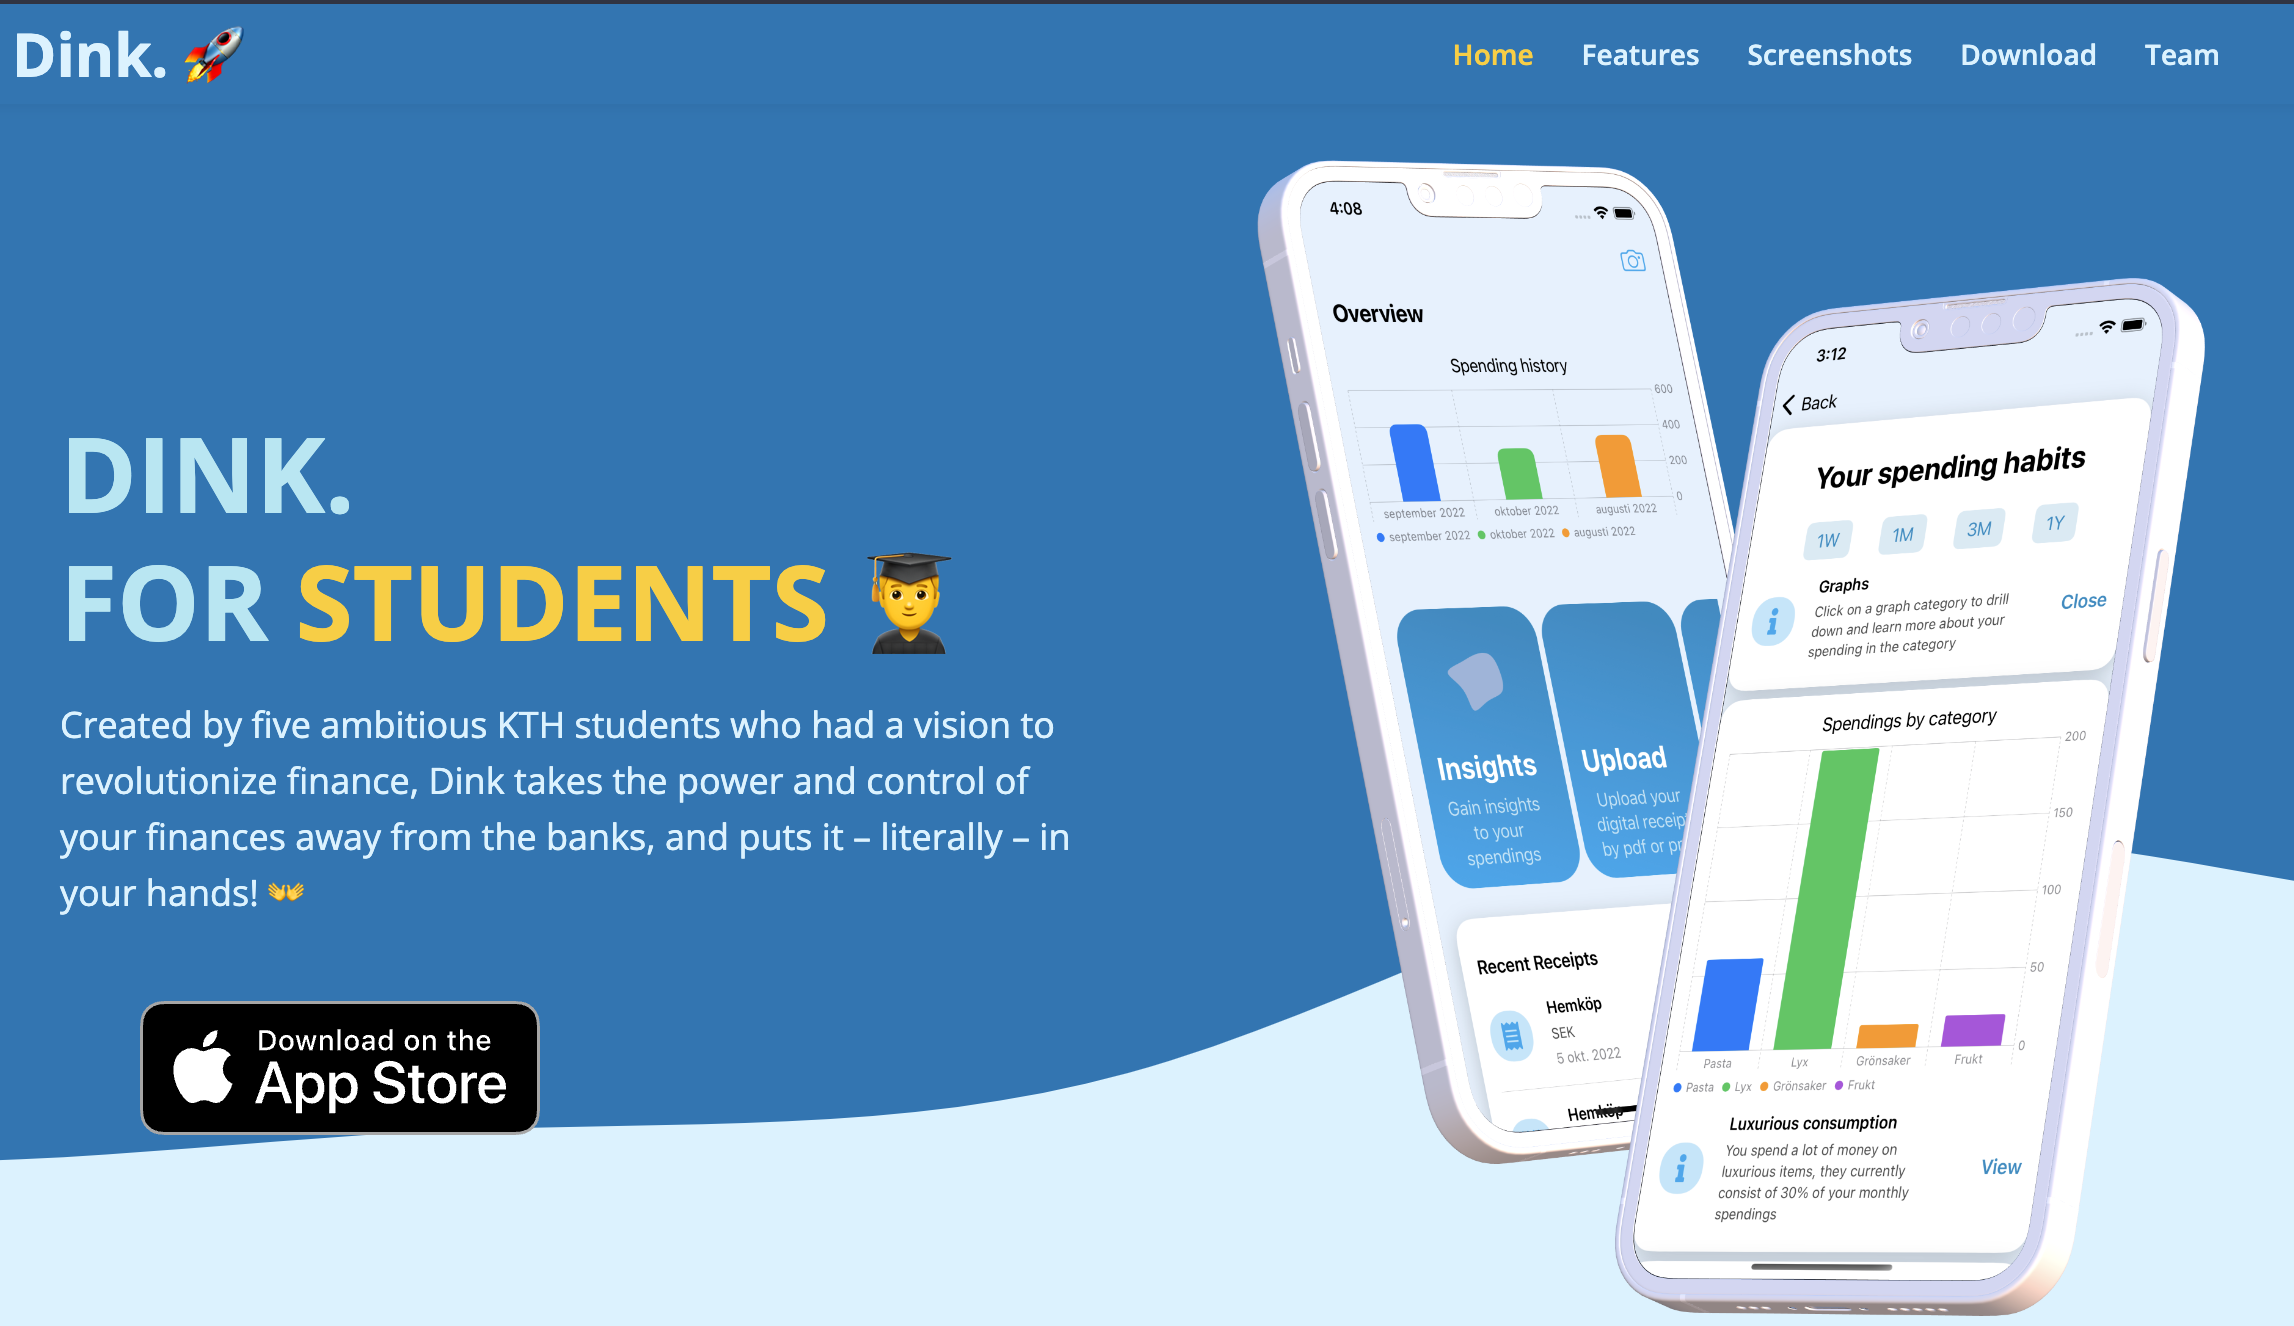 Dink. 🚀
Home Features Screenshots Download Team
DINK.
FOR STUDENTS 👨‍🎓
Created by five ambitious KTH students who had a vision to
revolutionize finance, Dink takes the power and control of
your finances away from the banks, and puts it – literally – in
your hands! 👐
Download on the
App Store
4:08
Overview
Spending history
600
400
200
0
september 2022 oktober 2022 augusti 2022
september 2022 oktober 2022 augusti 2022
Insights
Gain insights
to your
spendings
Upload
Upload your
digital receip
by pdf or pr
Recent Receipts
Hemköp
SEK
5 okt. 2022
Hemköp
3:12
Back
Your spending habits
1W 1M 3M 1Y
Graphs
Click on a graph category to drill
down and learn more about your
spending in the category
Close
Spendings by category
200
150
100
50
0
Pasta Lyx Grönsaker Frukt
Pasta Lyx Grönsaker Frukt
Luxurious consumption
You spend a lot of money on
luxurious items, they currently
consist of 30% of your monthly
spendings
View